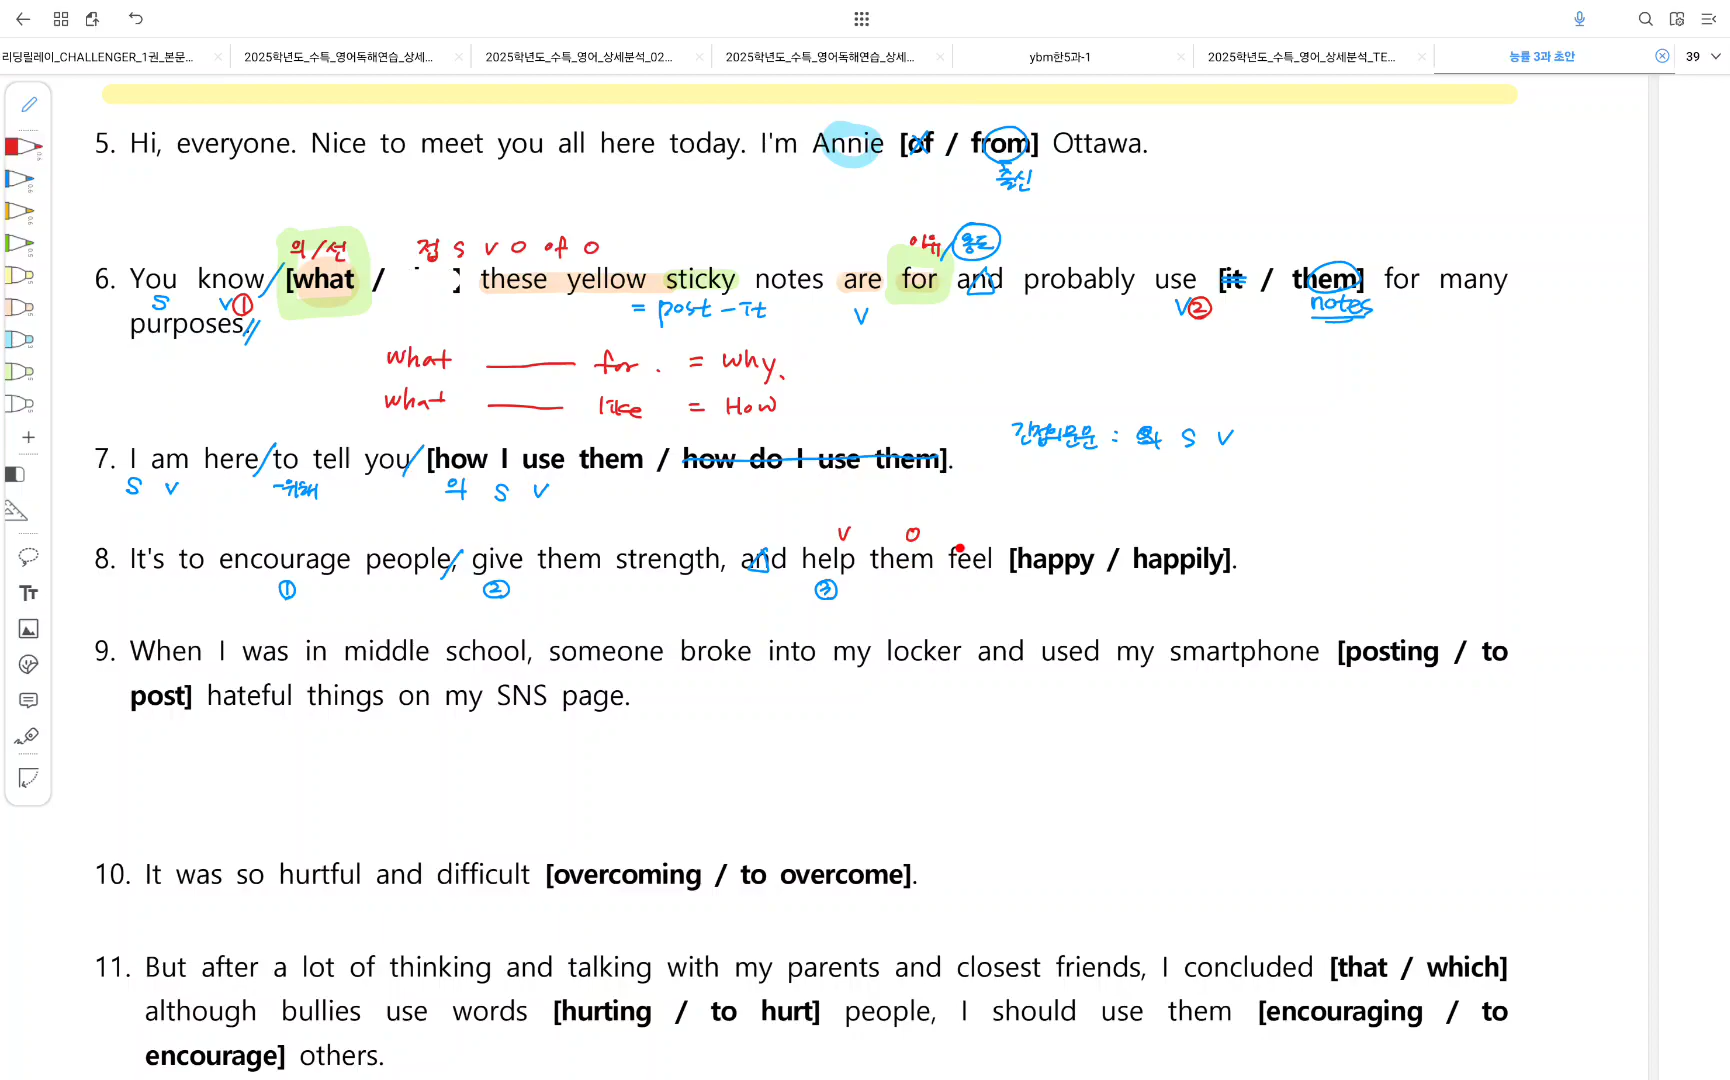 리딩릴레이_CHALLENGER_1권_본문... 2025학년도_수특_영어독해연습_상세... 2025학년도_수특_영어_상세분석_02... 2025학년도_수특_영어독해연습_상세... ybm한5과-1 2025학년도_수특_영어_상세분석_TE... 능률 3과 초안 39
5. Hi, everyone. Nice to meet you all here today. I'm Annie [of / from] Ottawa.
출신
의/선 접 S V O of O 이유 용도
6. You know [what / ] these yellow sticky notes are for and probably use [it / them] for many
S V ① = post-it V V ② notes
purposes.
what for. = why.
what like = How
간접의문문 : 의 S V
7. I am here to tell you [how I use them / how do I use them].
S V ~위해 의 S V
V O
8. It's to encourage people, give them strength, and help them feel [happy / happily].
① ② ③
9. When I was in middle school, someone broke into my locker and used my smartphone [posting / to
post] hateful things on my SNS page.
10. It was so hurtful and difficult [overcoming / to overcome].
11. But after a lot of thinking and talking with my parents and closest friends, I concluded [that / which]
although bullies use words [hurting / to hurt] people, I should use them [encouraging / to
encourage] others.